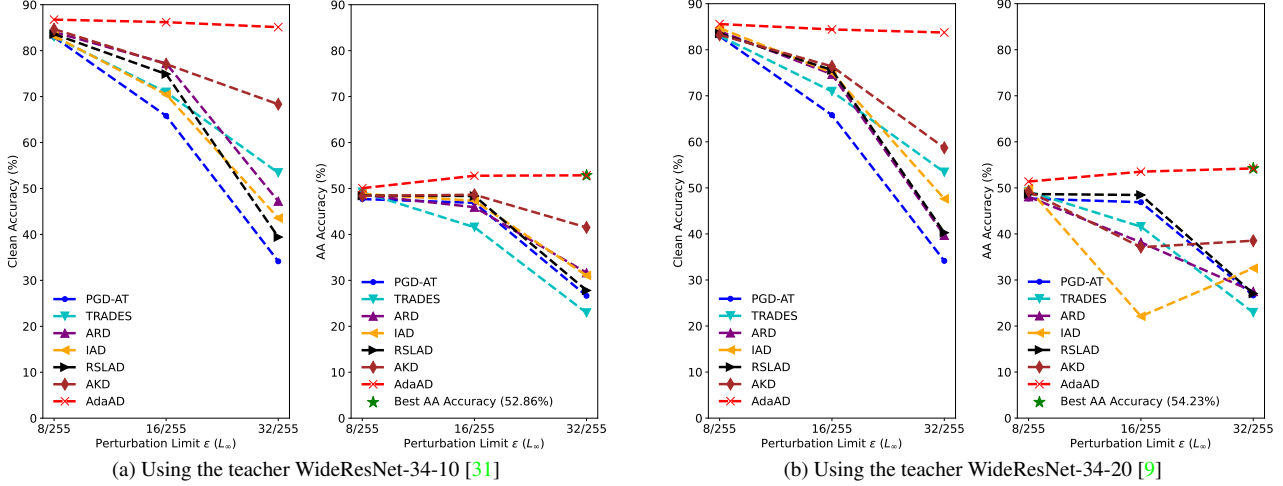 Clean Accuracy (%)
90
80
70
60
50
40
30
20
10
0
8/255
16/255
32/255
Perturbation Limit ε (L∞)
PGD-AT
TRADES
ARD
IAD
RSLAD
AKD
AdaAD
AA Accuracy (%)
90
80
70
60
50
40
30
20
10
0
8/255
16/255
32/255
Perturbation Limit ε (L∞)
PGD-AT
TRADES
ARD
IAD
RSLAD
AKD
AdaAD
Best AA Accuracy (52.86%)
(a) Using the teacher WideResNet-34-10 [31]
Clean Accuracy (%)
90
80
70
60
50
40
30
20
10
0
8/255
16/255
32/255
Perturbation Limit ε (L∞)
PGD-AT
TRADES
ARD
IAD
RSLAD
AKD
AdaAD
AA Accuracy (%)
90
80
70
60
50
40
30
20
10
0
8/255
16/255
32/255
Perturbation Limit ε (L∞)
PGD-AT
TRADES
ARD
IAD
RSLAD
AKD
AdaAD
Best AA Accuracy (54.23%)
(b) Using the teacher WideResNet-34-20 [9]